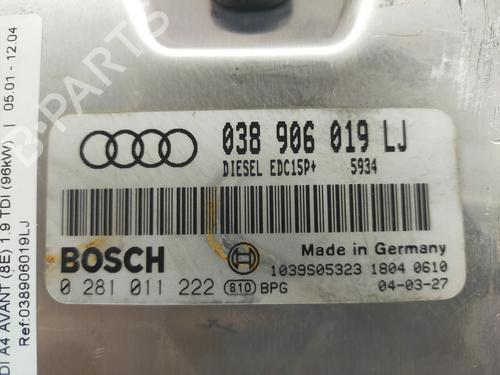 DI A4 AVANT (8E) 1.9 TDI (96kW) | 05.01 - 12.04
Ref:038906019LJ
B-PARTS
038 906 019 LJ
DIESEL EDC15P+ 5934
BOSCH
Made in Germany
1039S05323 1804 0610
0 281 011 222 810 BPG 04-03-27